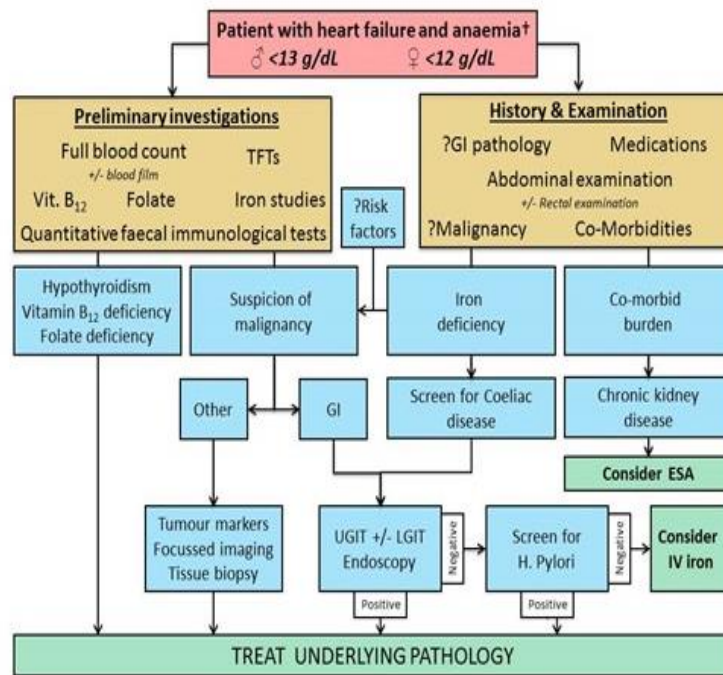 Patient with heart failure and anaemia†
♂ <13 g/dL ♀ <12 g/dL
Preliminary investigations
Full blood count TFTs
+/- blood film
Vit. B12 Folate Iron studies
Quantitative faecal immunological tests
History & Examination
?GI pathology Medications
Abdominal examination
+/- Rectal examination
?Malignancy Co-Morbidities
?Risk
factors
Hypothyroidism
Vitamin B12 deficiency
Folate deficiency
Suspicion of
malignancy
Iron
deficiency
Co-morbid
burden
Other
GI
Screen for Coeliac
disease
Chronic kidney
disease
Consider ESA
Tumour markers
Focussed imaging
Tissue biopsy
UGIT +/- LGIT
Endoscopy
Negative
Screen for
H. Pylori
Negative
Consider
IV iron
Positive
Positive
TREAT UNDERLYING PATHOLOGY